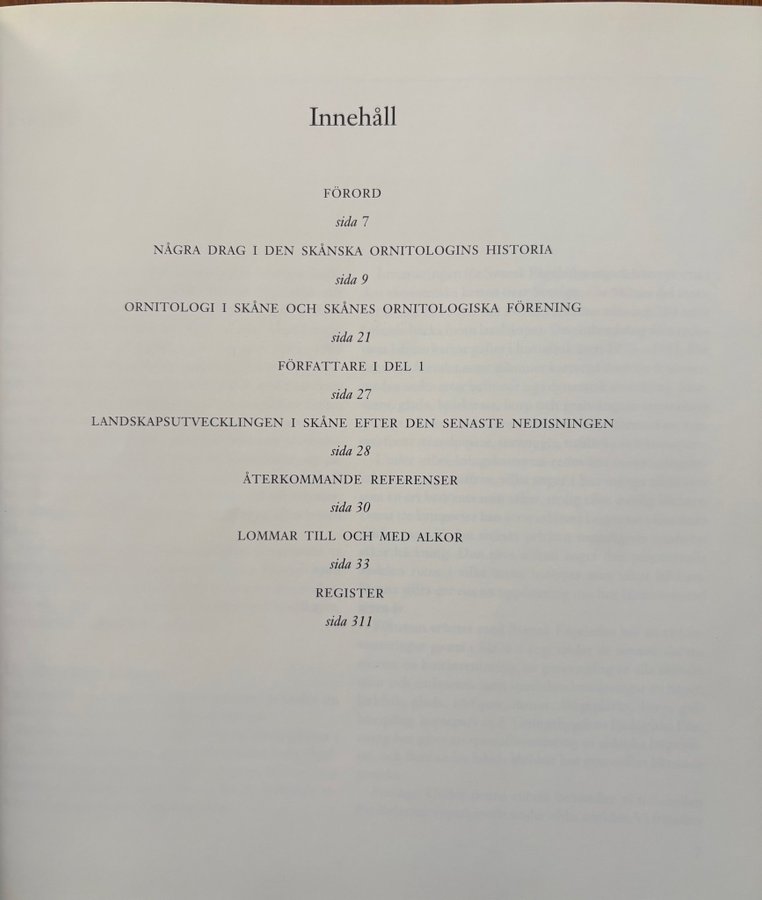 Innehåll
FÖRORD
sida 7
NÅGRA DRAG I DEN SKÅNSKA ORNITOLOGINS HISTORIA
sida 9
ORNITOLOGI I SKÅNE OCH SKÅNES ORNITOLOGISKA FÖRENING
sida 21
FÖRFATTARE I DEL 1
sida 27
LANDSKAPSUTVECKLINGEN I SKÅNE EFTER DEN SENASTE NEDISNINGEN
sida 28
ÅTERKOMMANDE REFERENSER
sida 30
LOMMAR TILL OCH MED ALKOR
sida 33
REGISTER
sida 311